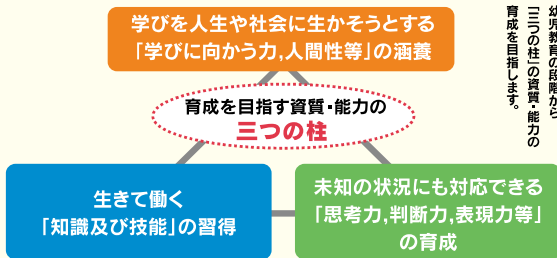 学びを人生や社会に生かそうとする
「学びに向かう力,人間性等」の涵養
幼児教育の段階から
「三つの柱」の資質・能力の
育成を目指します。
育成を目指す資質・能力の
三つの柱
生きて働く
「知識及び技能」の習得
未知の状況にも対応できる
「思考力,判断力,表現力等」
の育成